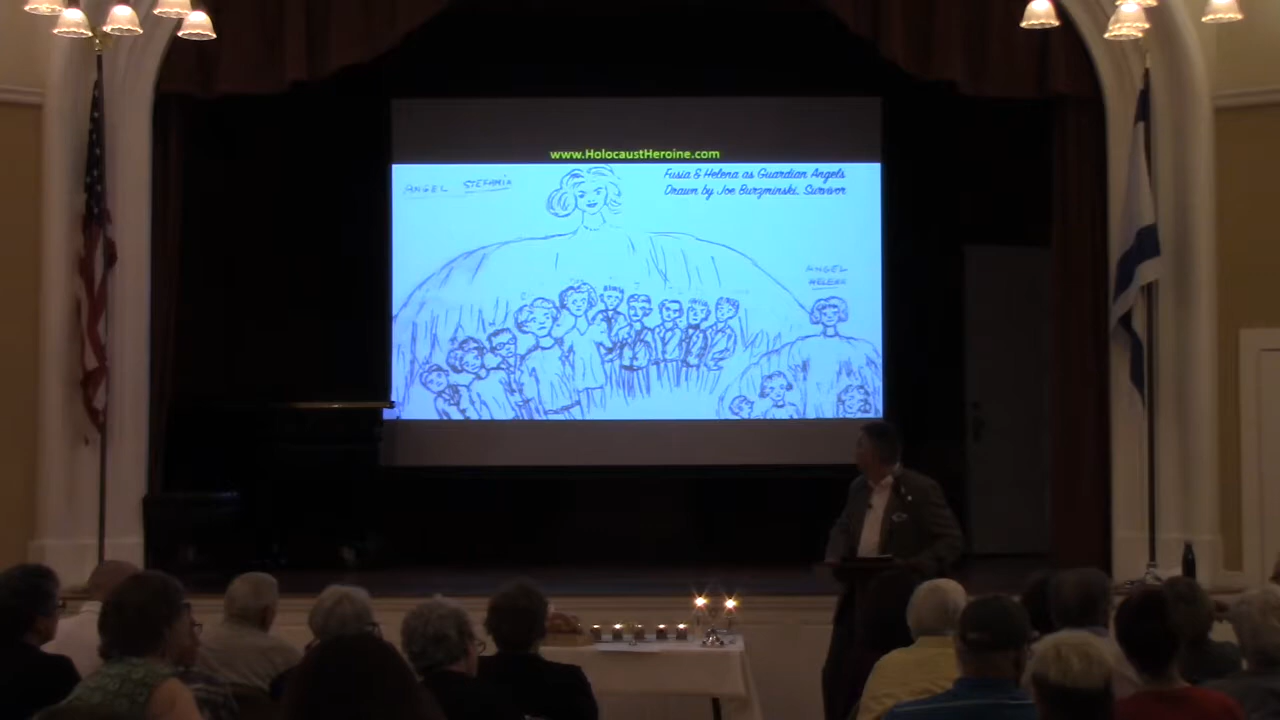 www.HolocaustHeroine.com
Fusia & Helena as Guardian Angels
Drawn by Joe Burzminski, Survivor
ANGEL STEFANIA
ANGEL
HELENA